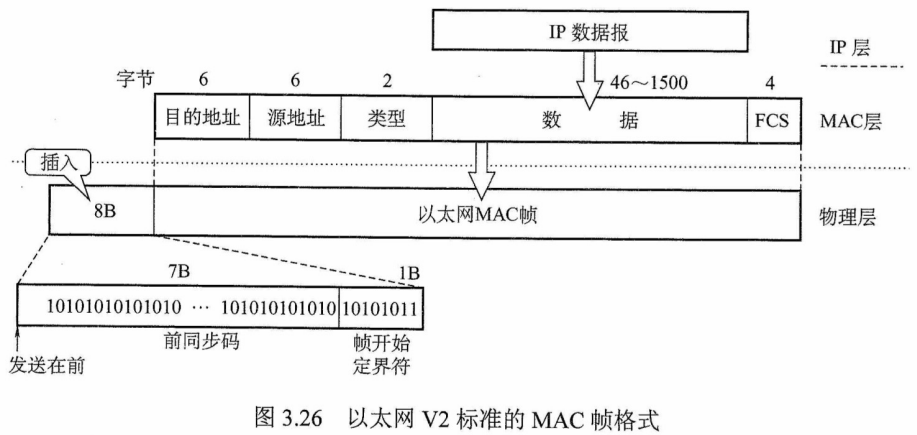 IP 数据报
IP 层
字节 6 6 2 46～1500 4
目的地址 源地址 类型 数 据 FCS MAC层
插入
8B 以太网MAC帧 物理层
7B 1B
10101010101010 ··· 101010101010 10101011
前同步码 帧开始
定界符
发送在前
图 3.26 以太网 V2 标准的 MAC 帧格式